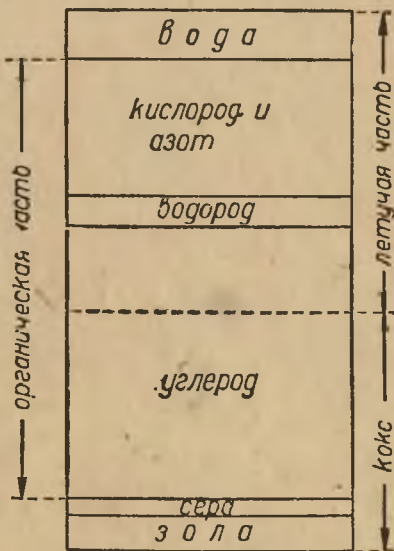 вода
кислород и
азот
водород
углерод
сера
зола
органическая часть
летучая часть
кокс